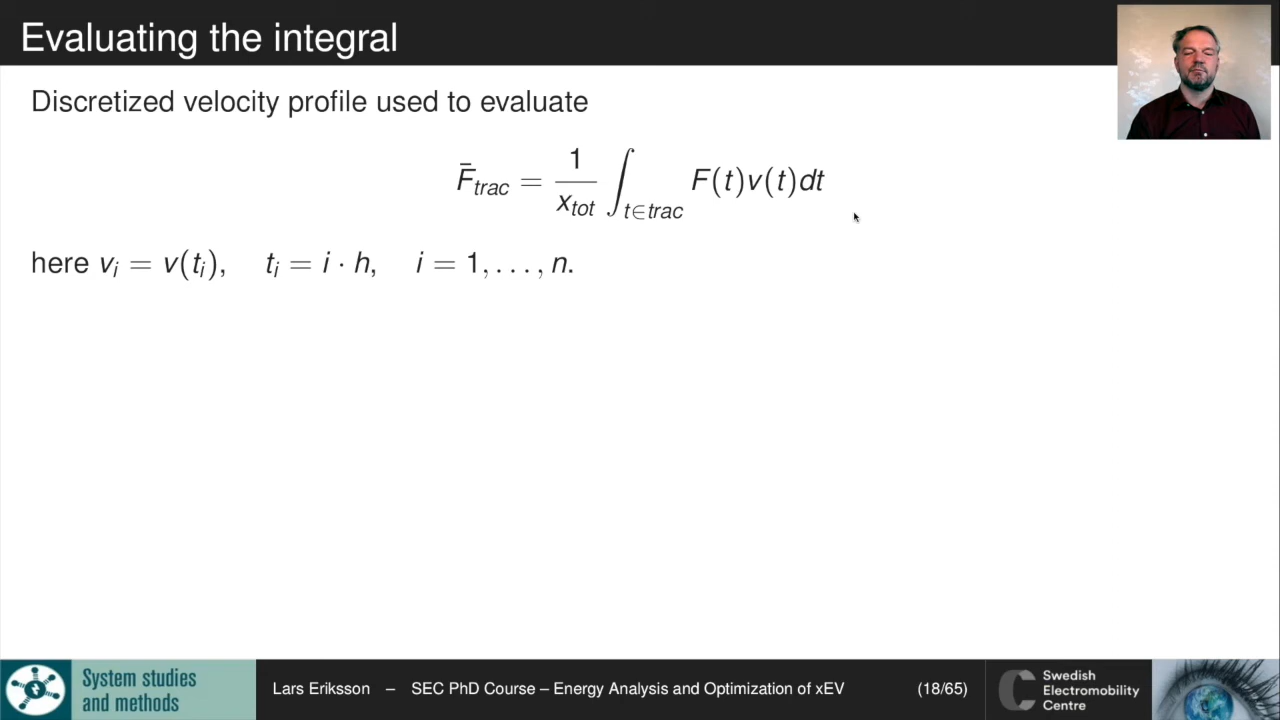 Evaluating the integral
Discretized velocity profile used to evaluate
F̄_trac = 1/x_tot ∫_{t∈trac} F(t)v(t)dt
here v_i = v(t_i), t_i = i · h, i = 1, . . . , n.
System studies
and methods
Lars Eriksson – SEC PhD Course – Energy Analysis and Optimization of xEV (18/65)
Swedish
Electromobility
Centre